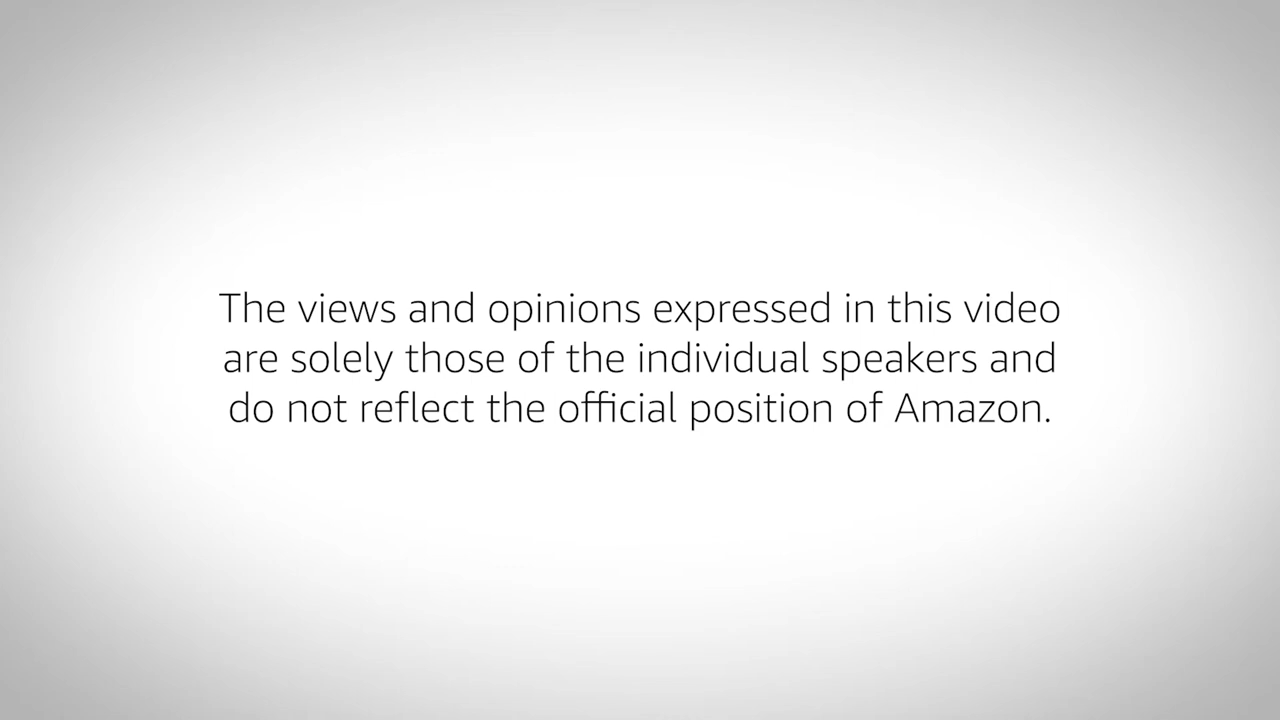 The views and opinions expressed in this video
are solely those of the individual speakers and
do not reflect the official position of Amazon.